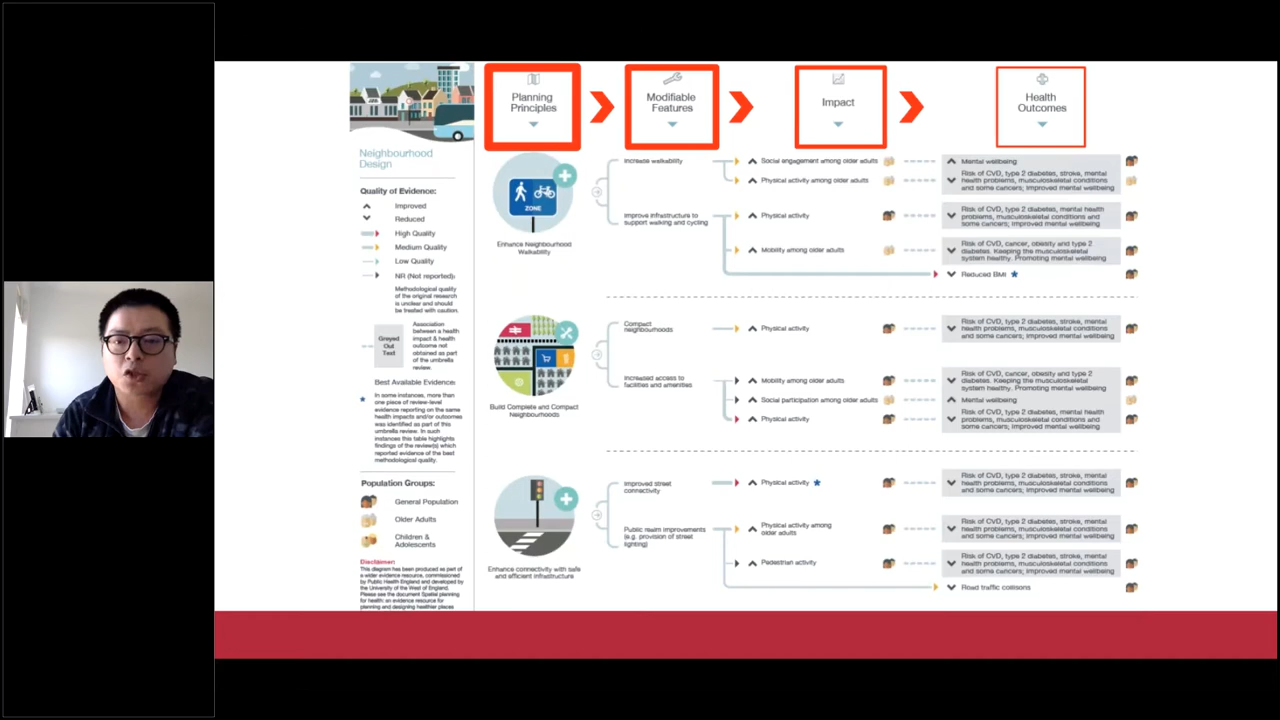 Planning
Principles
Modifiable
Features
Impact
Health
Outcomes
Neighbourhood
Design
Quality of Evidence:
Improved
Reduced
High Quality
Medium Quality
Low Quality
NR (Not reported):
Methodological quality
of the original research
is unclear and should
be treated with caution.
Greyed
Out
Text
Association
between a health
impact & health
outcome not
obtained as part
of the umbrella
review.
Best Available Evidence:
In some instances, more than
one piece of review-level
evidence reporting on the same
health impacts and/or outcomes
was identified as part of this
umbrella review. In such
instances this table highlights
findings of the review(s) which
reported evidence of the best
methodological quality.
Population Groups:
General Population
Older Adults
Children &
Adolescents
Disclaimer:
This diagram has been produced as part of
a wider evidence resource, commissioned
by Public Health England and developed by
the University of the West of England.
Please see the document Spatial planning
for health: an evidence resource for
planning and designing healthier places
ZONE
Enhance Neighbourhood
Walkability
Increase walkability
Social engagement among older adults
Mental wellbeing
Physical activity among older adults
Risk of CVD, type 2 diabetes, stroke, mental
health problems, musculoskeletal conditions
and some cancers; improved mental wellbeing
Improve infrastructure to
support walking and cycling
Physical activity
Risk of CVD, type 2 diabetes, mental health
problems, musculoskeletal conditions and
some cancers; improved mental wellbeing
Mobility among older adults
Risk of CVD, cancer, obesity and type 2
diabetes. Keeping the musculoskeletal
system healthy. Promoting mental wellbeing
Reduced BMI
Build Complete and Compact
Neighbourhoods
Compact
neighbourhoods
Physical activity
Risk of CVD, type 2 diabetes, stroke, mental
health problems, musculoskeletal conditions
and some cancers; improved mental wellbeing
Increased access to
facilities and amenities
Mobility among older adults
Risk of CVD, cancer, obesity and type 2
diabetes. Keeping the musculoskeletal
system healthy. Promoting mental wellbeing
Social participation among older adults
Mental wellbeing
Physical activity
Risk of CVD, type 2 diabetes, mental health
problems, musculoskeletal conditions and
some cancers; improved mental wellbeing
Enhance connectivity with safe
and efficient infrastructure
Improved street
connectivity
Physical activity
Risk of CVD, type 2 diabetes, stroke, mental
health problems, musculoskeletal conditions
and some cancers; improved mental wellbeing
Public realm improvements
(e.g. provision of street
lighting)
Physical activity among
older adults
Risk of CVD, type 2 diabetes, stroke, mental
health problems, musculoskeletal conditions
and some cancers; improved mental wellbeing
Pedestrian activity
Risk of CVD, type 2 diabetes, stroke, mental
health problems, musculoskeletal conditions
and some cancers; improved mental wellbeing
Road traffic collisions